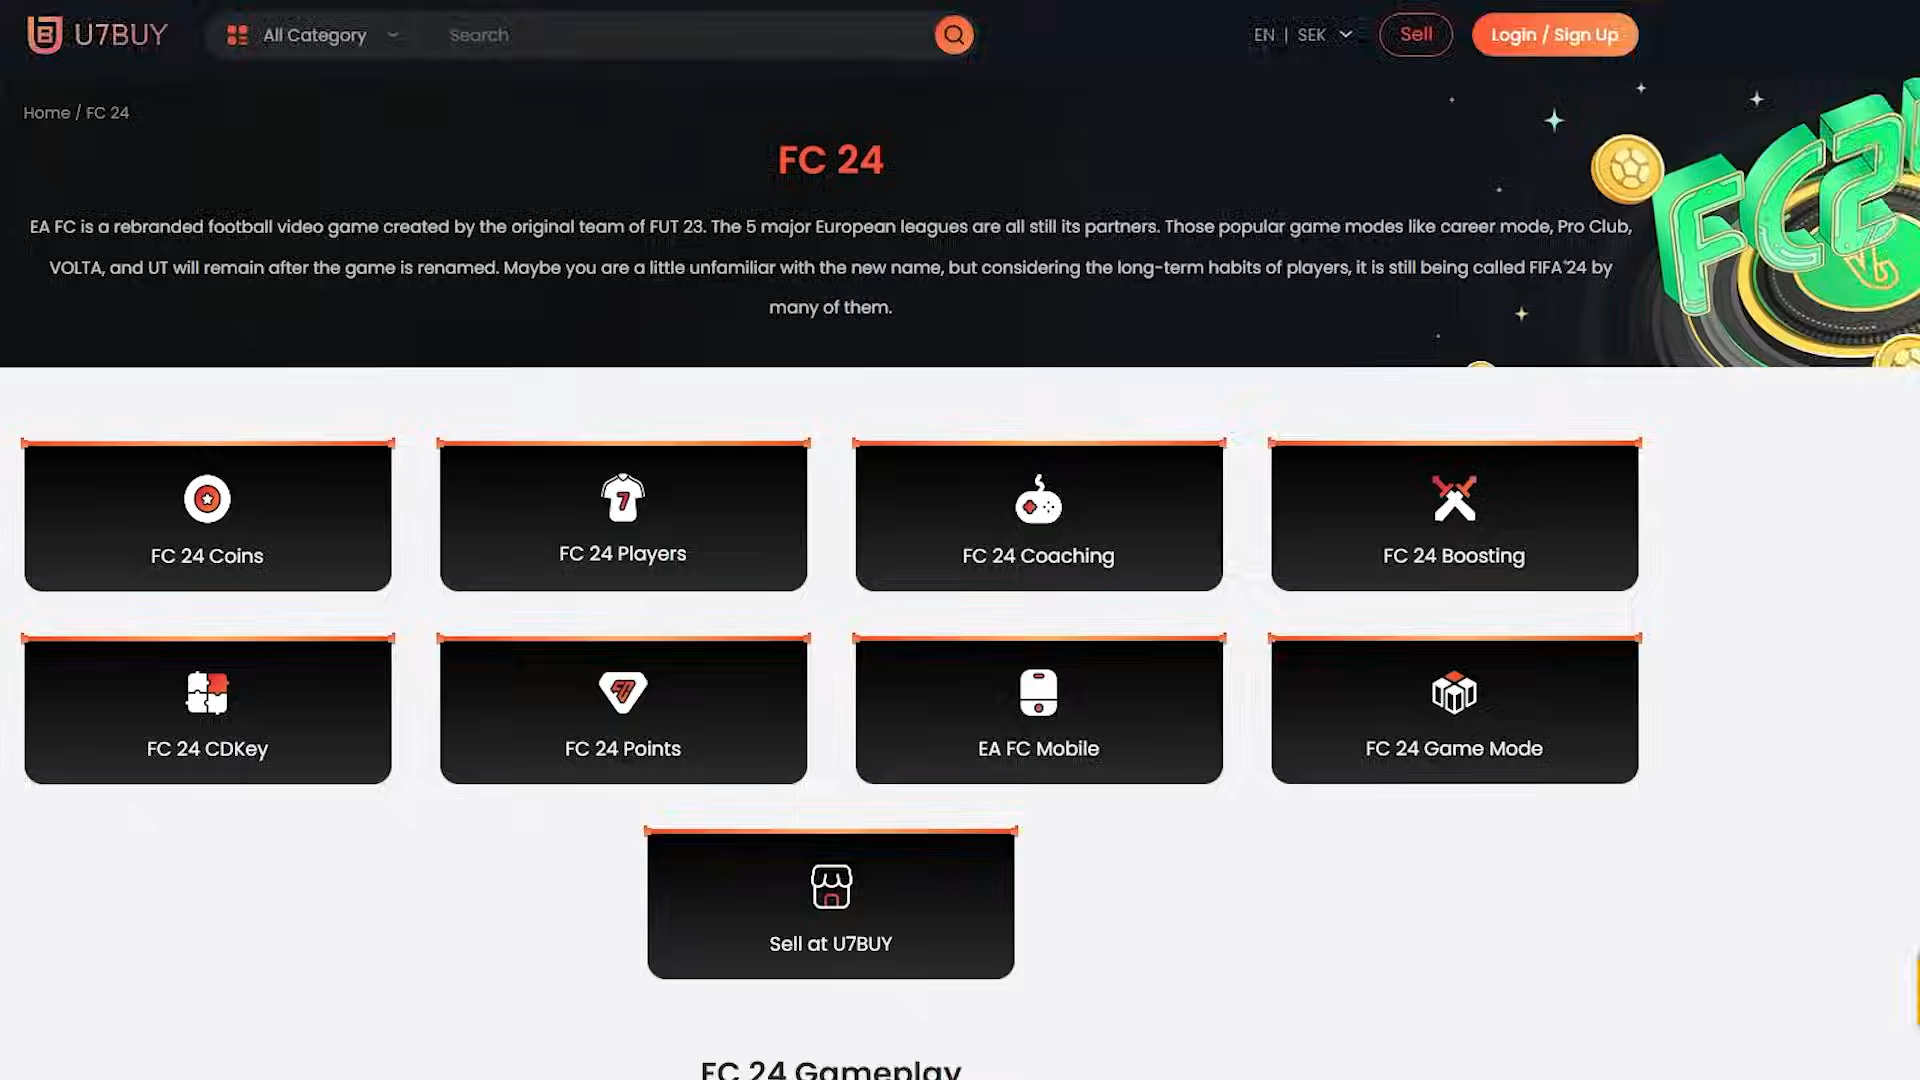 U7BUY
All Category
Search
EN | SEK
Sell
Login / Sign Up
Home / FC 24
FC 24
EA FC is a rebranded football video game created by the original team of FUT 23. The 5 major European leagues are all still its partners. Those popular game modes like career mode, Pro Club,
VOLTA, and UT will remain after the game is renamed. Maybe you are a little unfamiliar with the new name, but considering the long-term habits of players, it is still being called FIFA 24 by
many of them.
FC2
FC 24 Coins
7
FC 24 Players
FC 24 Coaching
FC 24 Boosting
FC 24 CDKey
FC 24 Points
EA FC Mobile
FC 24 Game Mode
Sell at U7BUY
FC 24 Gameplay